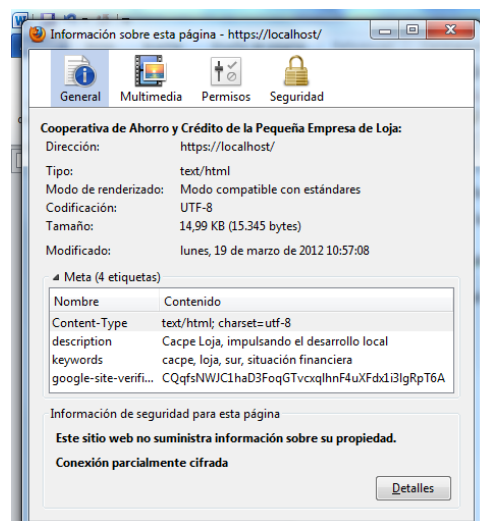 Información sobre esta página - https://localhost/
General Multimedia Permisos Seguridad
Cooperativa de Ahorro y Crédito de la Pequeña Empresa de Loja:
Dirección: https://localhost/
Tipo: text/html
Modo de renderizado: Modo compatible con estándares
Codificación: UTF-8
Tamaño: 14,99 KB (15.345 bytes)
Modificado: lunes, 19 de marzo de 2012 10:57:08
Meta (4 etiquetas)
Nombre Contenido
Content-Type text/html; charset=utf-8
description Cacpe Loja, impulsando el desarrollo local
keywords cacpe, loja, sur, situación financiera
google-site-verifi... CQqfsNWJC1haD3FoqGTvcxqlhnF4uXFdx1i3IgRpT6A
Información de seguridad para esta página
Este sitio web no suministra información sobre su propiedad.
Conexión parcialmente cifrada
Detalles